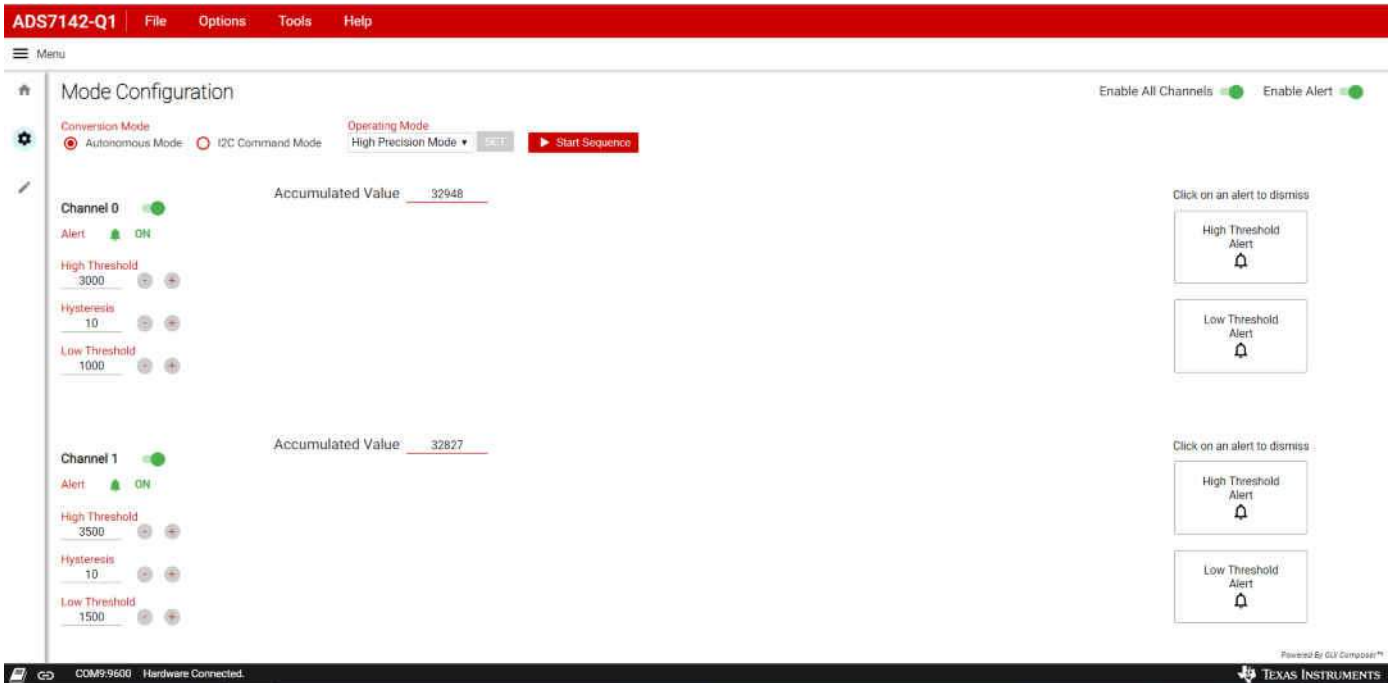 ADS7142-Q1 File Options Tools Help
Menu
Mode Configuration
Enable All Channels Enable Alert
Conversion Mode
Autonomous Mode I2C Command Mode
Operating Mode
High Precision Mode SET Start Sequence
Channel 0
Accumulated Value 32948
Alert ON
High Threshold
3000 - +
Hysteresis
10 - +
Low Threshold
1000 - +
Click on an alert to dismiss
High Threshold
Alert
Low Threshold
Alert
Channel 1
Accumulated Value 32827
Alert ON
High Threshold
3500 - +
Hysteresis
10 - +
Low Threshold
1500 - +
Click on an alert to dismiss
High Threshold
Alert
Low Threshold
Alert
Powered By GUI Composer™
COM9:9600 Hardware Connected.
TEXAS INSTRUMENTS